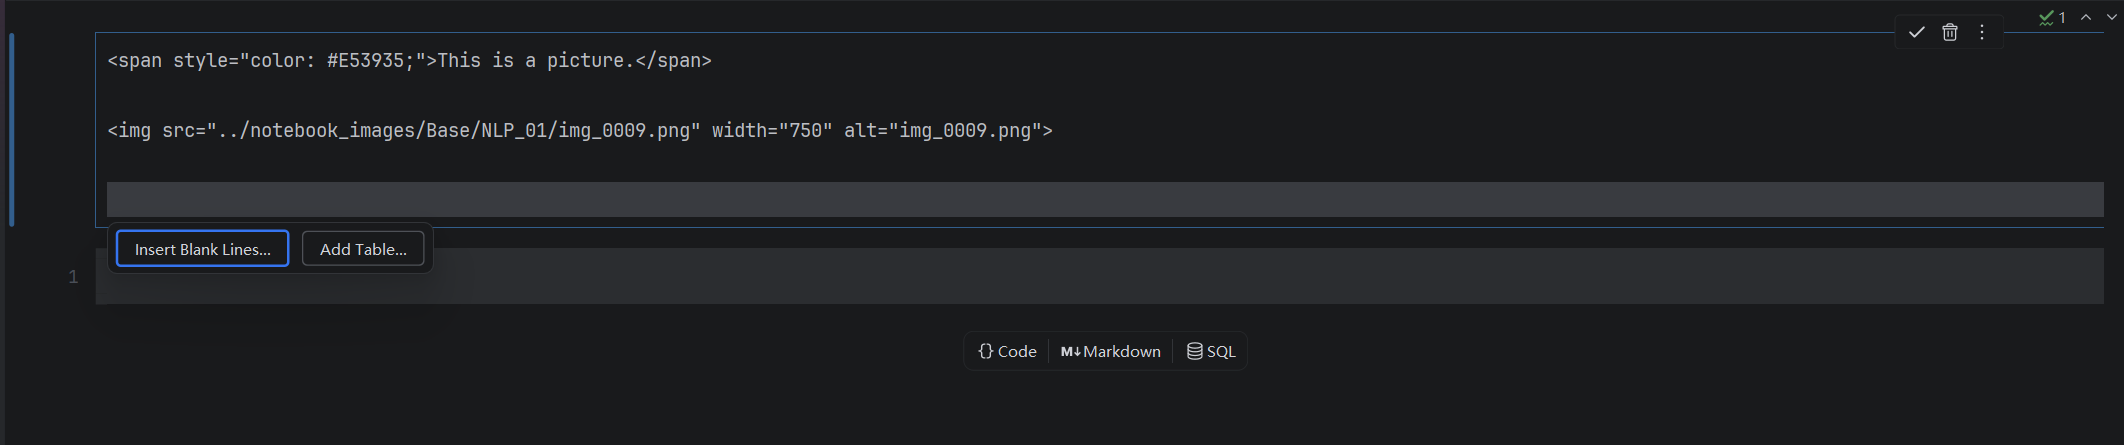 1
<span style="color: #E53935;">This is a picture.</span>
<img src="../notebook_images/Base/NLP_01/img_0009.png" width="750" alt="img_0009.png">
Insert Blank Lines... Add Table...
1
{} Code M↓ Markdown SQL